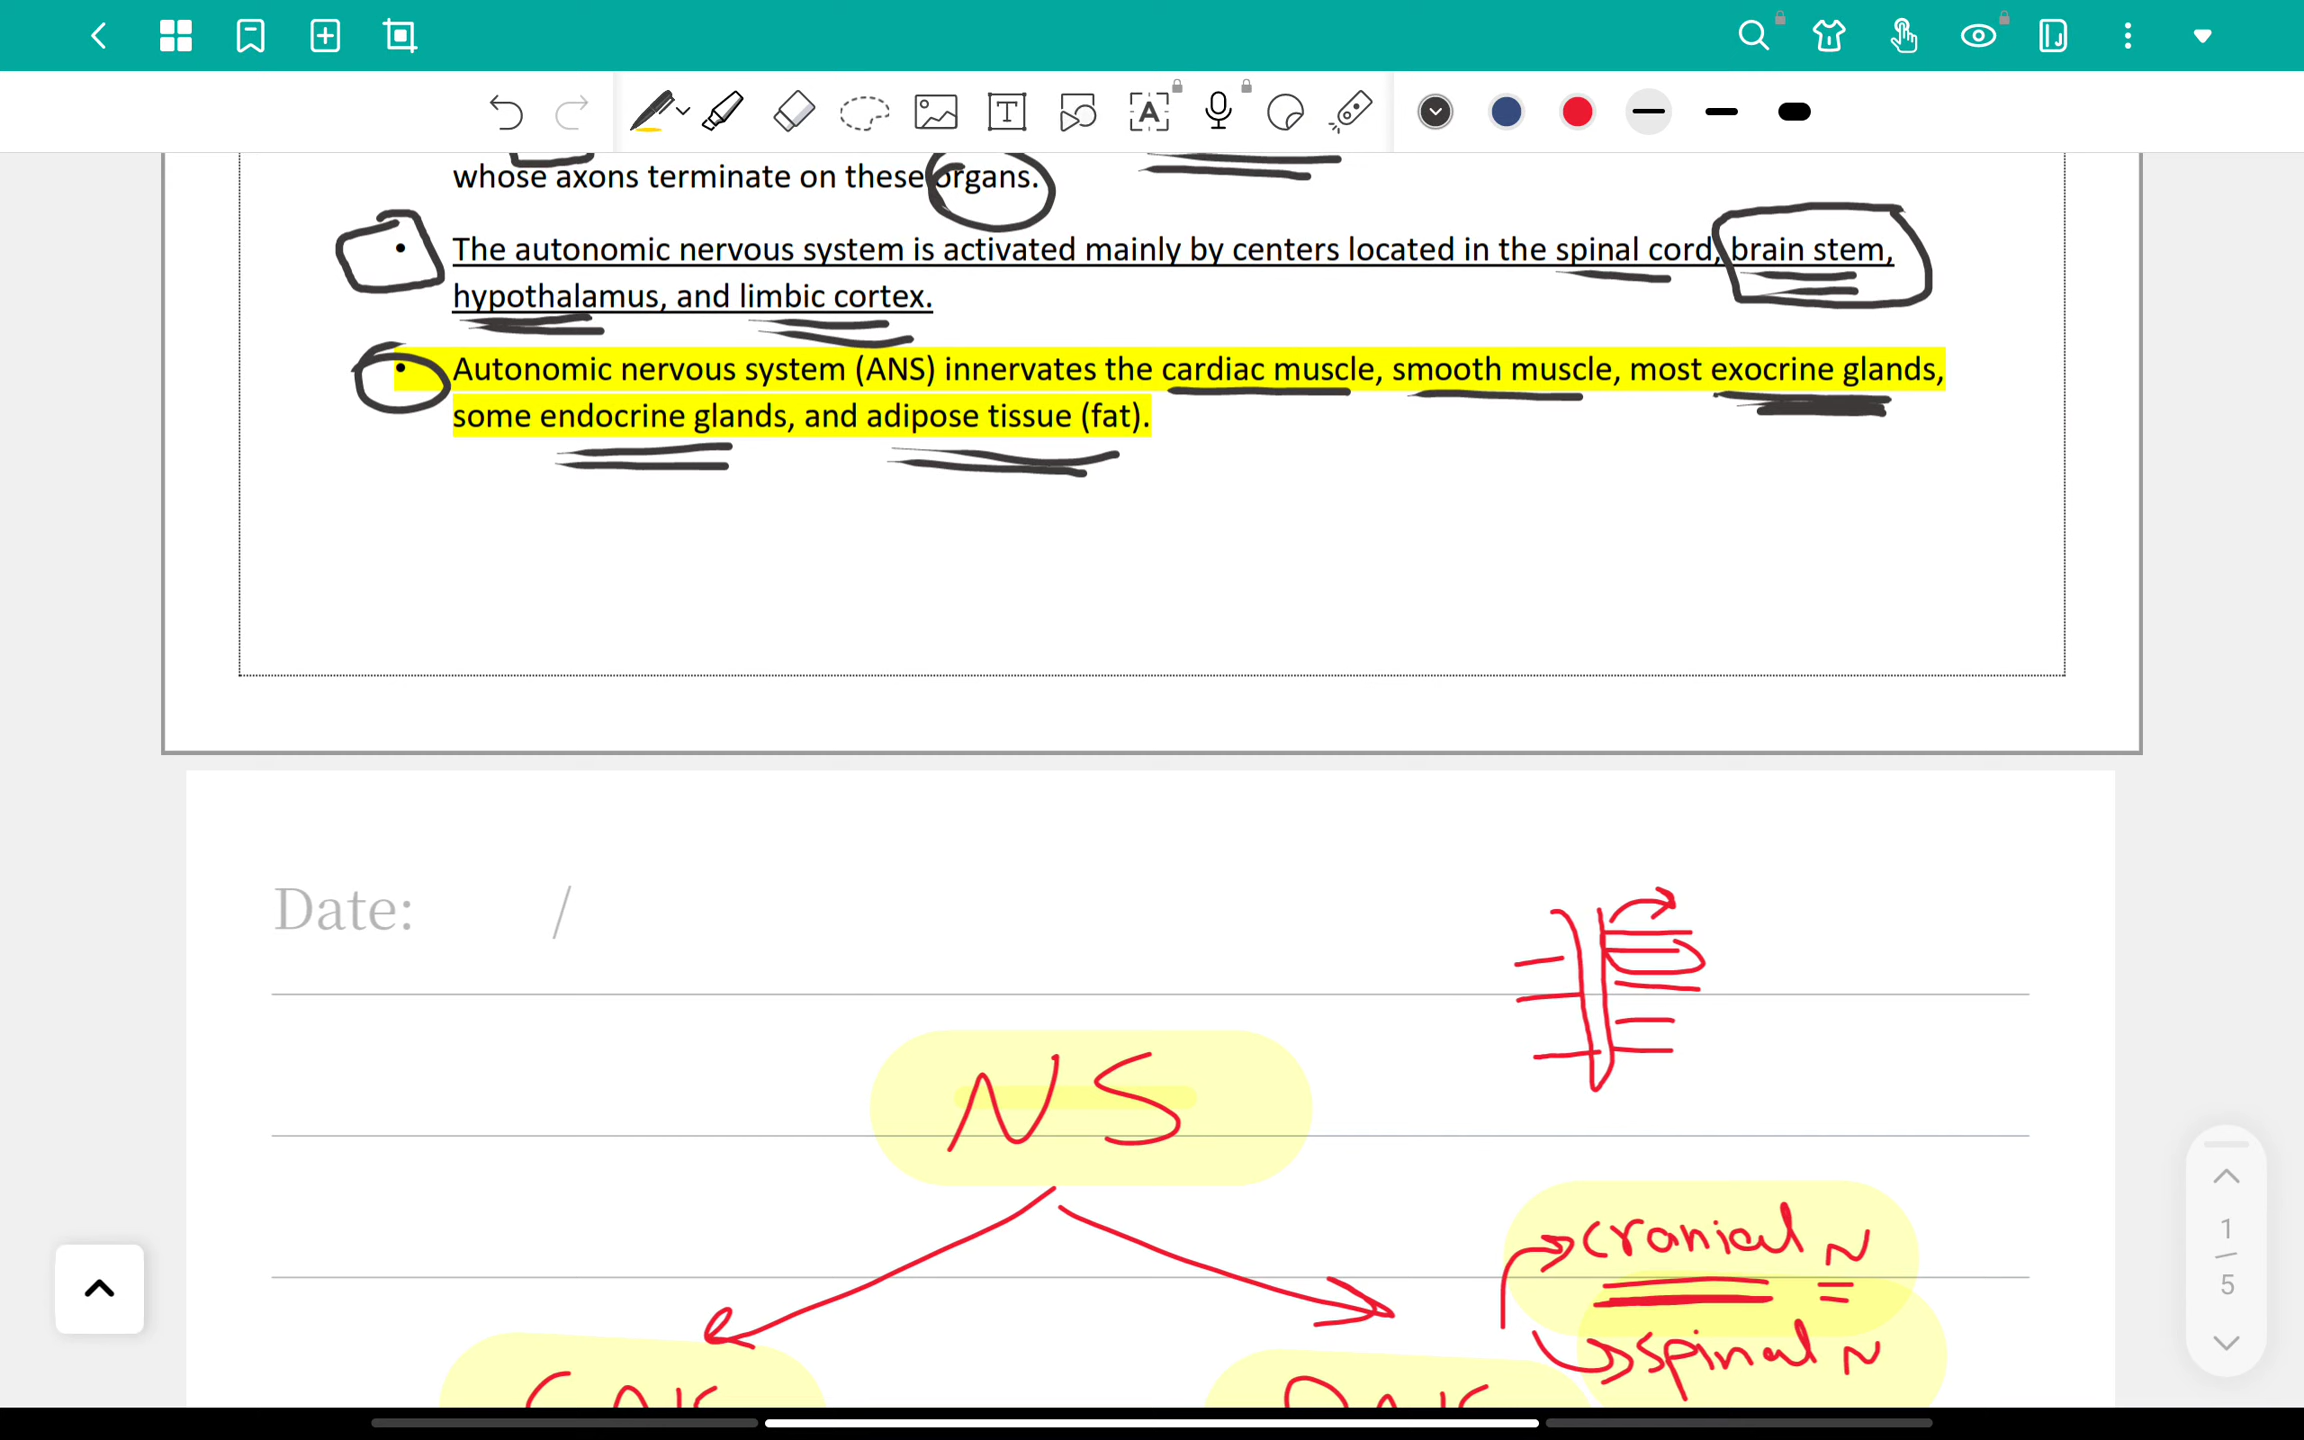 whose axons terminate on these organs.
• The autonomic nervous system is activated mainly by centers located in the spinal cord, brain stem,
hypothalamus, and limbic cortex.
• Autonomic nervous system (ANS) innervates the cardiac muscle, smooth muscle, most exocrine glands,
some endocrine glands, and adipose tissue (fat).
Date: /
NS
cranial N
spinal N
1
5